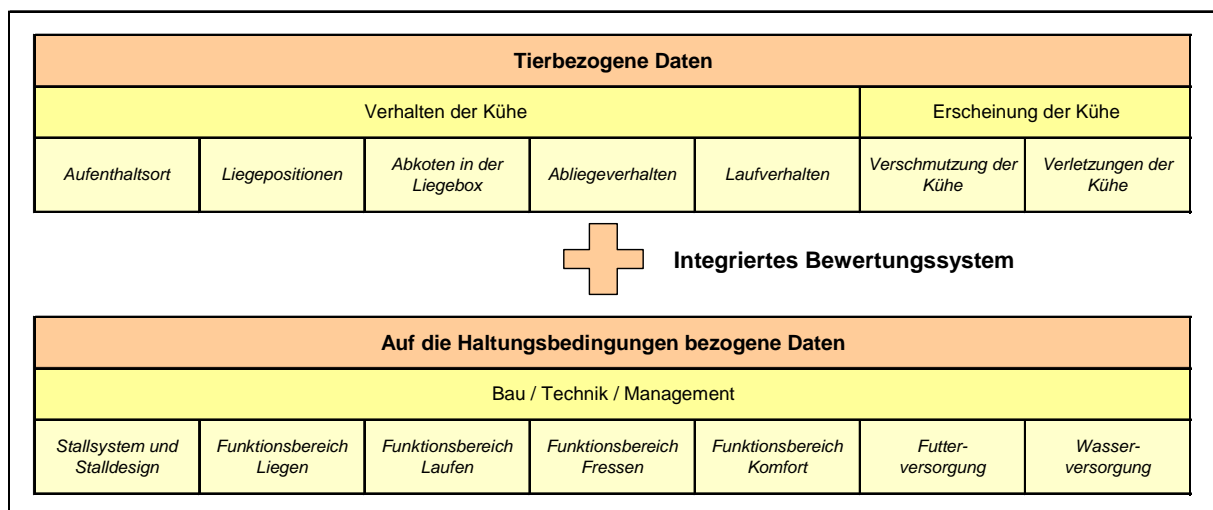 Tierbezogene Daten
Verhalten der Kühe
Erscheinung der Kühe
Aufenthaltsort
Liegepositionen
Abkoten in der
Liegebox
Abliegeverhalten
Laufverhalten
Verschmutzung der
Kühe
Verletzungen der
Kühe
Integriertes Bewertungssystem
Auf die Haltungsbedingungen bezogene Daten
Bau / Technik / Management
Stallsystem und
Stalldesign
Funktionsbereich
Liegen
Funktionsbereich
Laufen
Funktionsbereich
Fressen
Funktionsbereich
Komfort
Futter-
versorgung
Wasser-
versorgung